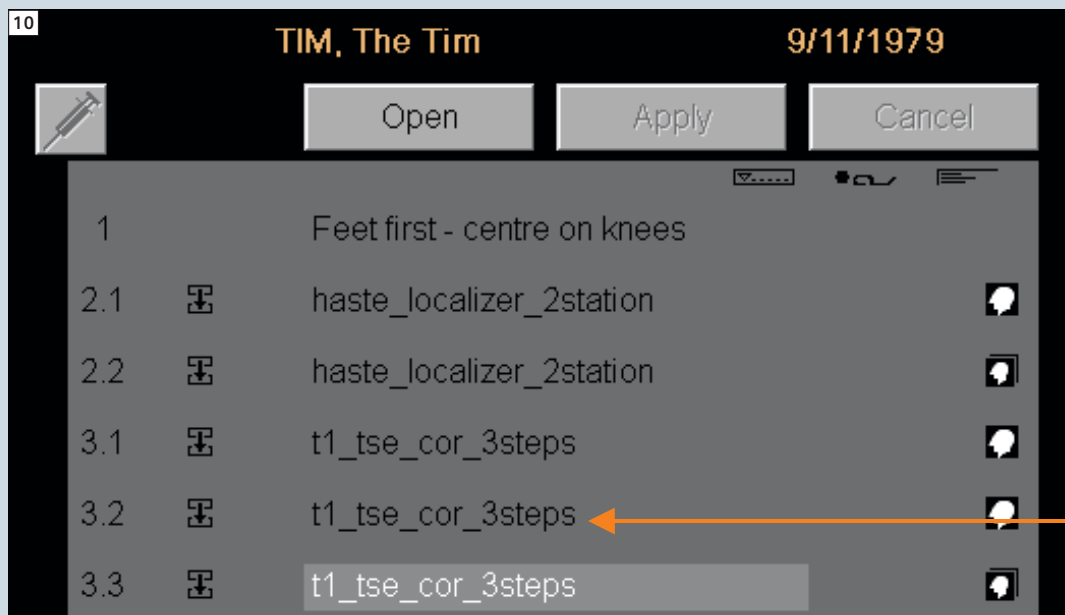 10
TIM, The Tim 9/11/1979
Open Apply Cancel
1 Feet first - centre on knees
2.1 haste_localizer_2station
2.2 haste_localizer_2station
3.1 t1_tse_cor_3steps
3.2 t1_tse_cor_3steps
3.3 t1_tse_cor_3steps